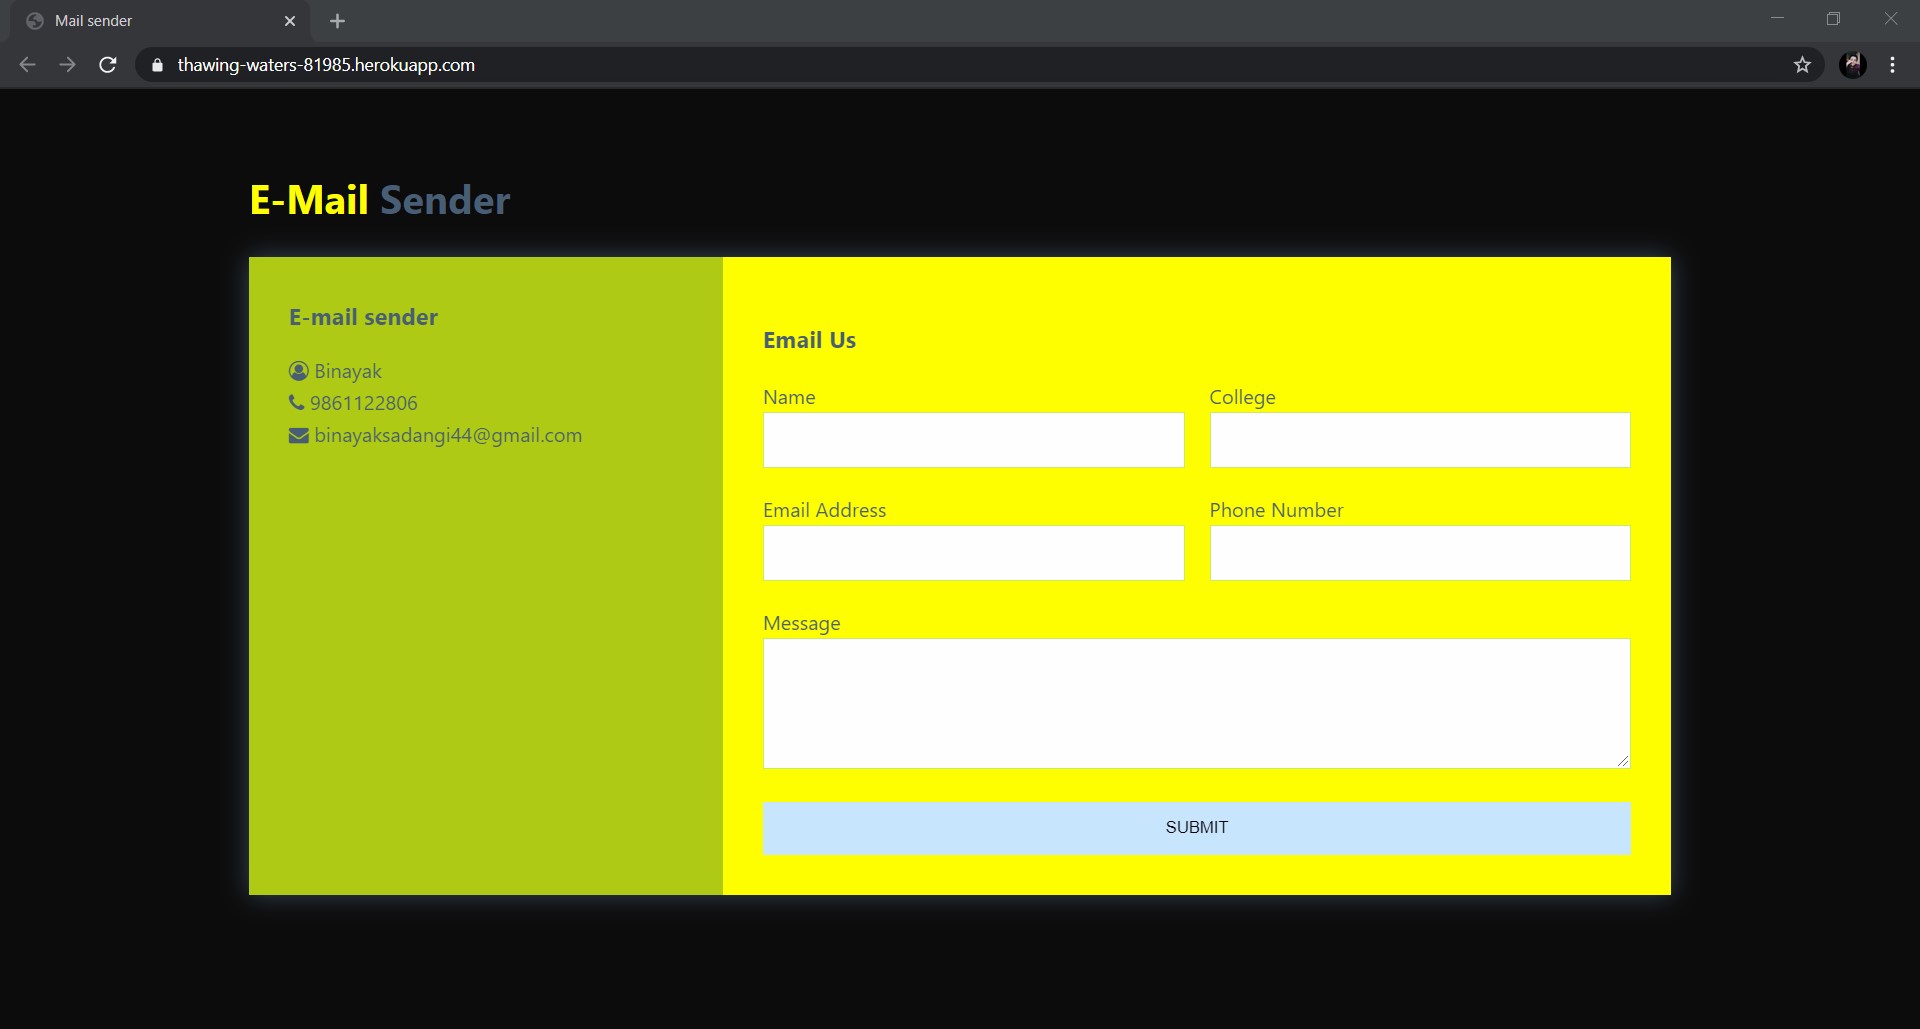 Mail sender
thawing-waters-81985.herokuapp.com
E-Mail Sender
E-mail sender
Binayak
9861122806
binayaksadangi44@gmail.com
Email Us
Name
College
Email Address
Phone Number
Message
SUBMIT